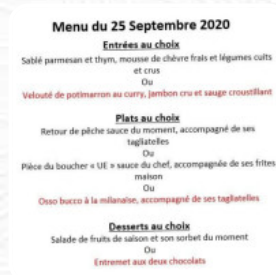 Menu du 25 Septembre 2020
Entrées au choix
Sablé parmesan et thym, mousse de chèvre frais et légumes cuits
et crus
Ou
Velouté de potimarron au curry, jambon cru et sauge croustillant
Plats au choix
Retour de pêche sauce du moment, accompagné de ses
tagliatelles
Ou
Pièce du boucher « UE » sauce du chef, accompagnée de ses frites
maison
Ou
Osso bucco à la milanaise, accompagné de ses tagliatelles
Desserts au choix
Salade de fruits de saison et son sorbet du moment
Ou
Entremet aux deux chocolats